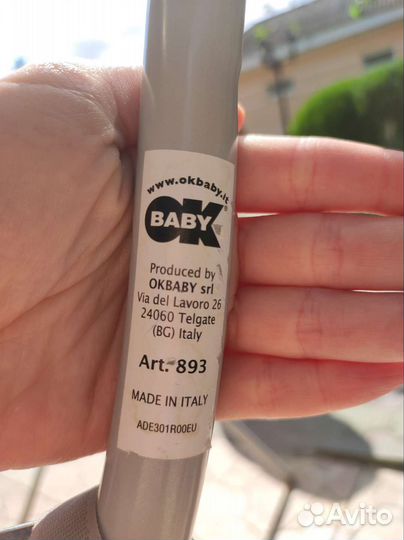 www.okbaby.it
OK BABY®
Produced by
OKBABY srl
Via del Lavoro 26
24060 Telgate
(BG) Italy
Art. 893
MADE IN ITALY
ADE301R00EU
Avito